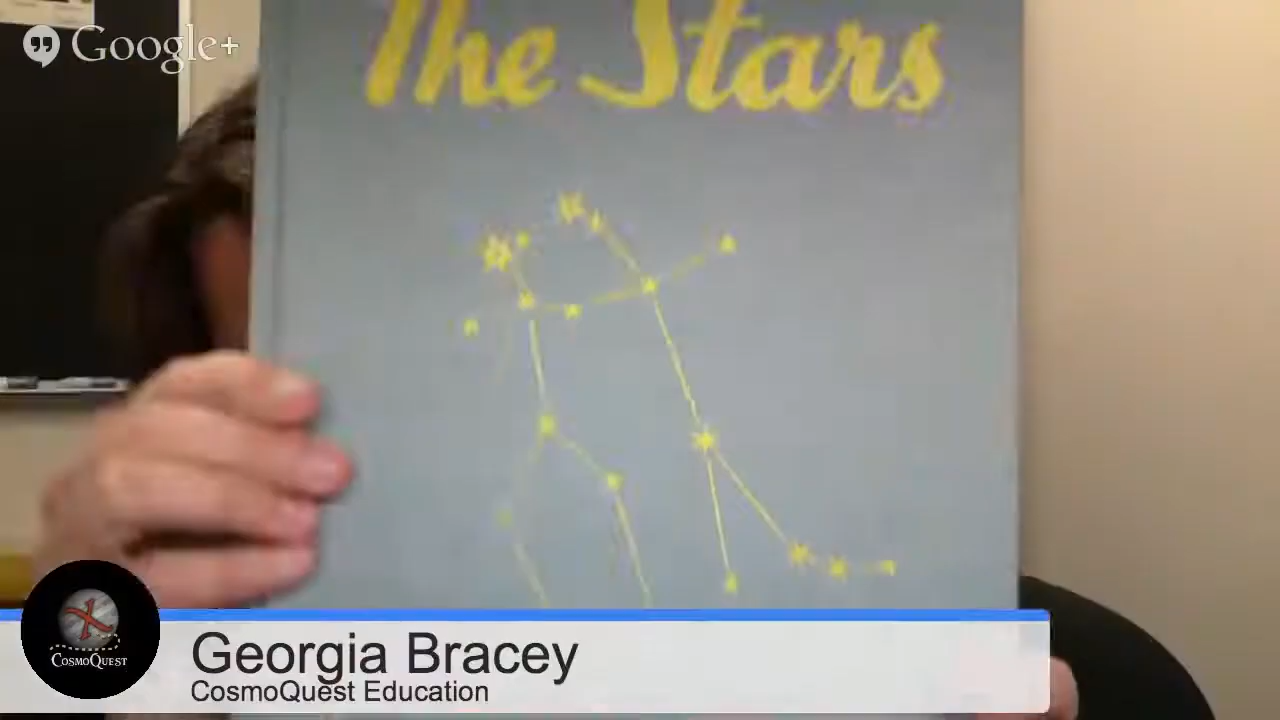 Google+
The Stars
Georgia Bracey
CosmoQuest Education
CosmoQuest